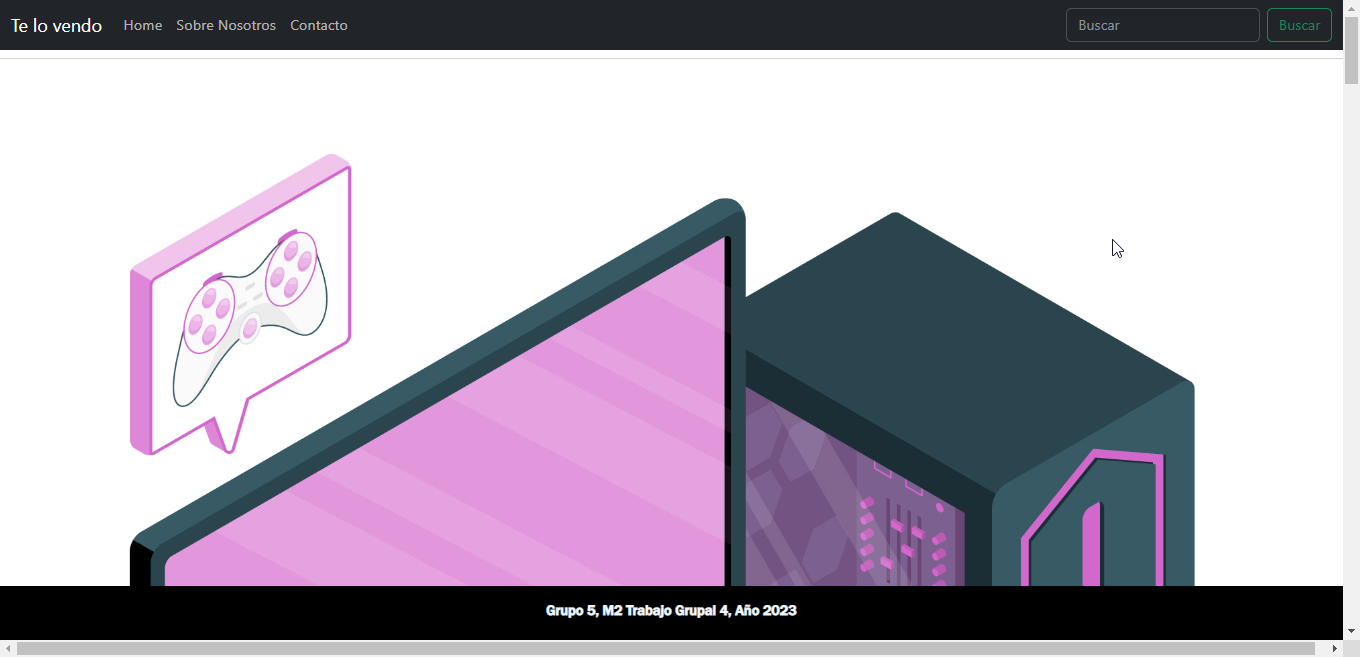 Te lo vendo Home Sobre Nosotros Contacto Buscar Buscar
Grupo 5, M2 Trabajo Grupal 4, Año 2023